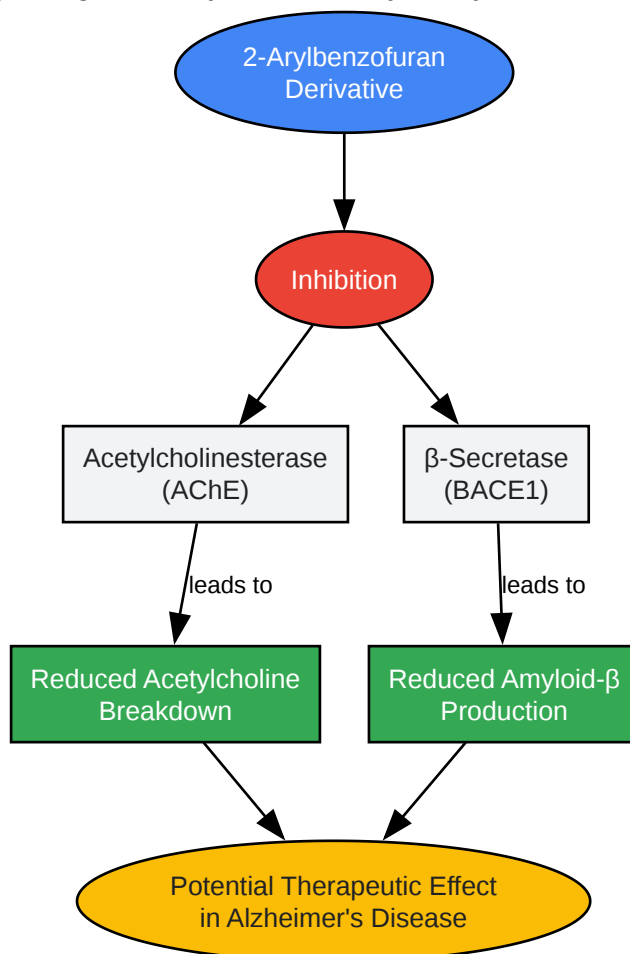 2-Arylbenzofuran
Derivative
Inhibition
Acetylcholinesterase
(AChE)
β-Secretase
(BACE1)
leads to
leads to
Reduced Acetylcholine
Breakdown
Reduced Amyloid-β
Production
Potential Therapeutic Effect
in Alzheimer's Disease